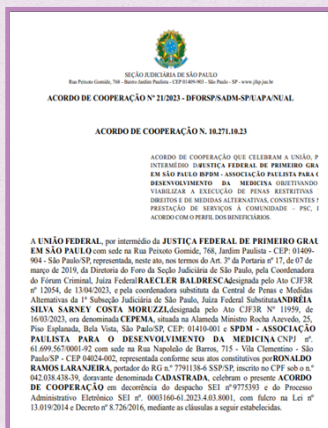 SEÇÃO JUDICIÁRIA DE SÃO PAULO
Rua Peixoto Gomide, 768, - Bairro Jardim Paulista - CEP 01409-903 - São Paulo - SP - www.jfsp.jus.br
ACORDO DE COOPERAÇÃO Nº 21/2023 - DFORSP/SADM-SP/UAPA/NUAL
ACORDO DE COOPERAÇÃO N. 10.271.10.23
ACORDO DE COOPERAÇÃO QUE CELEBRAM A UNIÃO, P
INTERMÉDIO DA JUSTIÇA FEDERAL DE PRIMEIRO GRAU
EM SÃO PAULO ISPDM - ASSOCIAÇÃO PAULISTA PARA O
DESENVOLVIMENTO DA MEDICINA OBJETIVANDO
VIABILIZAR A EXECUÇÃO DE PENAS RESTRITIVAS
DIREITOS E DE MEDIDAS ALTERNATIVAS, CONSISTENTES N
PRESTAÇÃO DE SERVIÇOS À COMUNIDADE - PSC, I
ACORDO COM O PERFIL DOS BENEFICIÁRIOS.
A UNIÃO FEDERAL, por intermédio da JUSTIÇA FEDERAL DE PRIMEIRO GRAU
EM SÃO PAULO, com sede na Rua Peixoto Gomide, 768, Jardim Paulista - CEP: 01409-
904 - São Paulo/SP, representada, neste ato, nos termos do Art. 3º da Portaria nº 17, de 07 de
março de 2019, da Diretoria do Foro da Seção Judiciária de São Paulo, pela Coordenadora
do Fórum Criminal, Juíza Federal RAECLER BALDRESCA, designada pelo Ato CJF3R
nº 12054, de 13/04/2023, e pela coordenadora substituta da Central de Penas e Medidas
Alternativas da 1ª Subseção Judiciária de São Paulo, Juíza Federal Substituta ANDRÉIA
SILVA SARNEY COSTA MORUZZI, designada pelo Ato CJF3R Nº 11959, de
16/03/2023, ora denominada CEPEMA, situada na Alameda Ministro Rocha Azevedo, 25,
Piso Esplanada, Bela Vista, São Paulo/SP, CEP: 01410-001 e SPDM - ASSOCIAÇÃO
PAULISTA PARA O DESENVOLVIMENTO DA MEDICINA, CNPJ nº.
61.699.567/0001-92 com sede na Rua Napoleão de Barros, 715 - Vila Clementino - São
Paulo/SP - CEP 04024-002, representada conforme seus atos constitutivos por RONALDO
RAMOS LARANJEIRA, portador do RG n.º 7791138-6 SSP/SP, inscrito no CPF sob o n.º
042.038.438-39, doravante denominada CADASTRADA, celebram o presente ACORDO
DE COOPERAÇÃO em decorrência do despacho SEI nº 9775393 e do Processo
Administrativo Eletrônico SEI nº. 0003160-61.2023.4.03.8001, com fulcro na Lei nº
13.019/2014 e Decreto nº 8.726/2016, mediante as cláusulas a seguir estabelecidas.